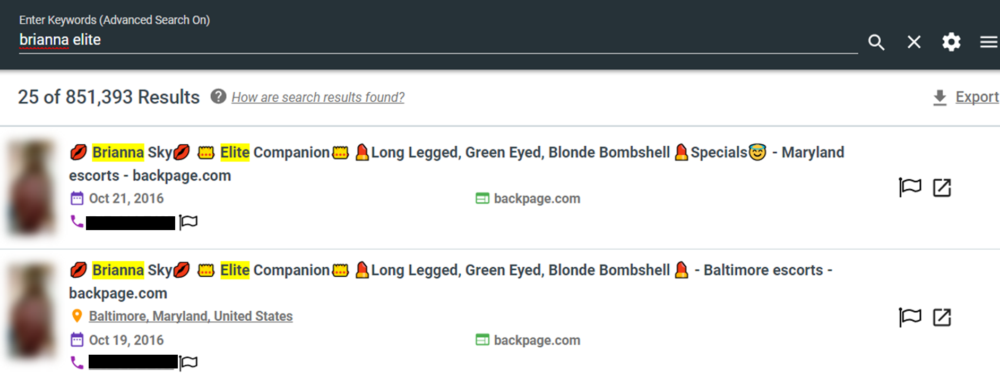 Enter Keywords (Advanced Search On)
brianna elite
25 of 851,393 Results
How are search results found?
Export
💋 Brianna Sky💋 👑 Elite Companion👑 💄Long Legged, Green Eyed, Blonde Bombshell💄Specials😇 - Maryland
escorts - backpage.com
Oct 21, 2016
backpage.com
💋 Brianna Sky💋 👑 Elite Companion👑 💄Long Legged, Green Eyed, Blonde Bombshell💄 - Baltimore escorts -
backpage.com
Baltimore, Maryland, United States
Oct 19, 2016
backpage.com